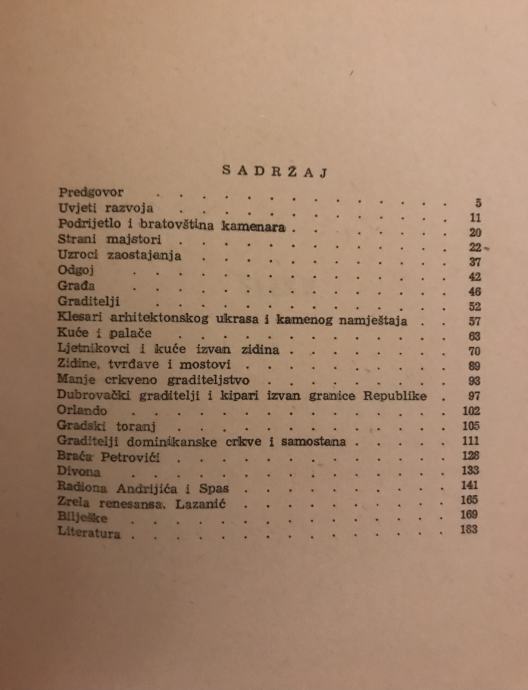 SADRŽAJ
Predgovor . . . . . . . . . . . . . 5
Uvjeti razvoja . . . . . . . . . . . . 11
Podrijetlo i bratovština kamenara . . . . . . . 20
Strani majstori . . . . . . . . . . . . 22
Uzroci zaostajanja . . . . . . . . . . . 37
Odgoj . . . . . . . . . . . . . . 42
Građa . . . . . . . . . . . . . . 46
Graditelji . . . . . . . . . . . . . 52
Klesari arhitektonskog ukrasa i kamenog namještaja . . 57
Kuće i palače . . . . . . . . . . . . 63
Ljetnikovci i kuće izvan zidina . . . . . . . . 70
Zidine, tvrđave i mostovi . . . . . . . . . 89
Manje crkveno graditeljstvo . . . . . . . . 93
Dubrovački graditelji i kipari izvan granice Republike . 97
Orlando . . . . . . . . . . . . . 102
Gradski toranj . . . . . . . . . . . . 105
Graditelji dominikanske crkve i samostana . . . . . 111
Braća Petrovići . . . . . . . . . . . . 128
Divona . . . . . . . . . . . . . . 133
Radiona Andrijića i Spas . . . . . . . . . 141
Zrela renesansa. Lazanić . . . . . . . . . 165
Bilješke . . . . . . . . . . . . . 169
Literatura . . . . . . . . . . . . . 183